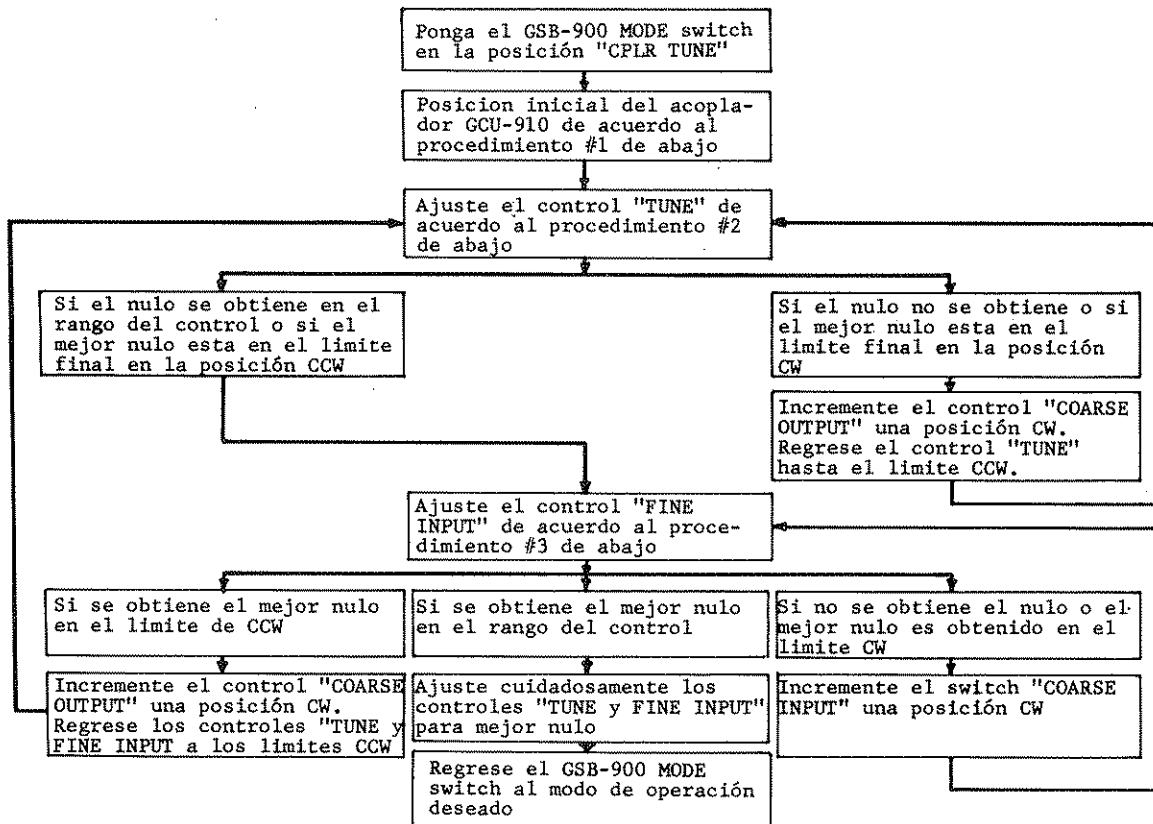 Ponga el GSB-900 MODE switch
en la posición "CPLR TUNE"
Posicion inicial del acopla-
dor GCU-910 de acuerdo al
procedimiento #1 de abajo
Ajuste el control "TUNE" de
acuerdo al procedimiento #2
de abajo
Si el nulo se obtiene en el
rango del control o si el
mejor nulo esta en el limite
final en la posición CCW
Si el nulo no se obtiene o si
el mejor nulo esta en el
limite final en la posición
CW
Incremente el control "COARSE
OUTPUT" una posición CW.
Regrese el control "TUNE"
hasta el limite CCW.
Ajuste el control "FINE
INPUT" de acuerdo al proce-
dimiento #3 de abajo
Si se obtiene el mejor nulo
en el limite de CCW
Si se obtiene el mejor nulo
en el rango del control
Si no se obtiene el nulo o el
mejor nulo es obtenido en el
limite CW
Incremente el control "COARSE
OUTPUT" una posición CW.
Regrese los controles "TUNE y
FINE INPUT a los limites CCW
Ajuste cuidadosamente los
controles "TUNE y FINE INPUT"
para mejor nulo
Incremente el switch "COARSE
INPUT" una posición CW
Regrese el GSB-900 MODE
switch al modo de operación
deseado